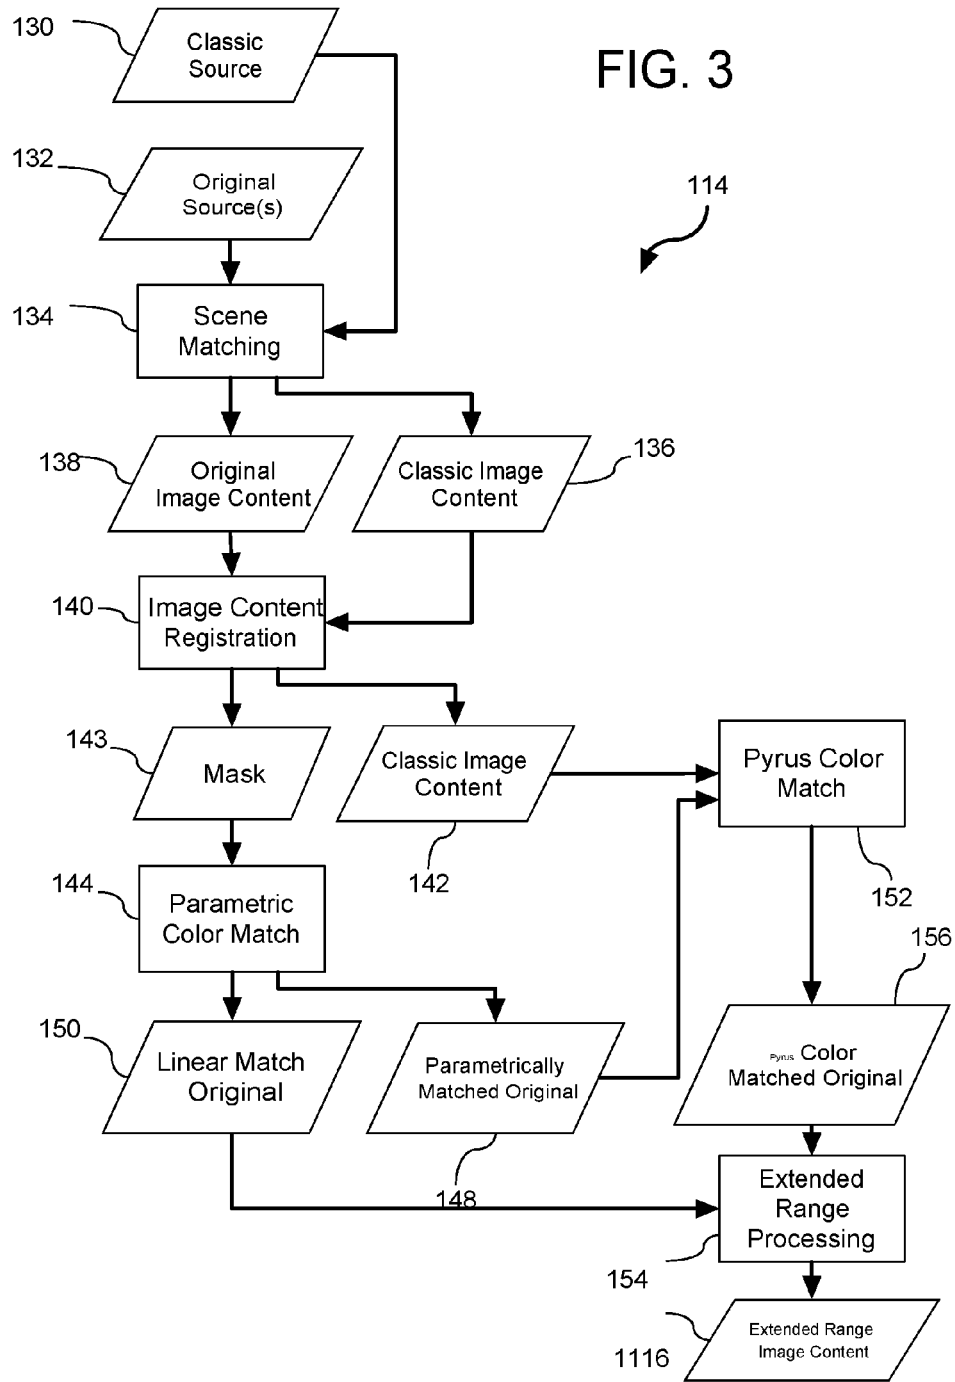 130
Classic
Source
FIG. 3
132
Original
Source(s)
114
134
Scene
Matching
138
Original
Image Content
Classic Image
Content
136
140
Image Content
Registration
143
Mask
Classic Image
Content
142
Pyrus Color
Match
152
144
Parametric
Color Match
156
150
Linear Match
Original
Parametrically
Matched Original
148
Pyrus Color
Matched Original
Extended
Range
Processing
154
Extended Range
Image Content
1116